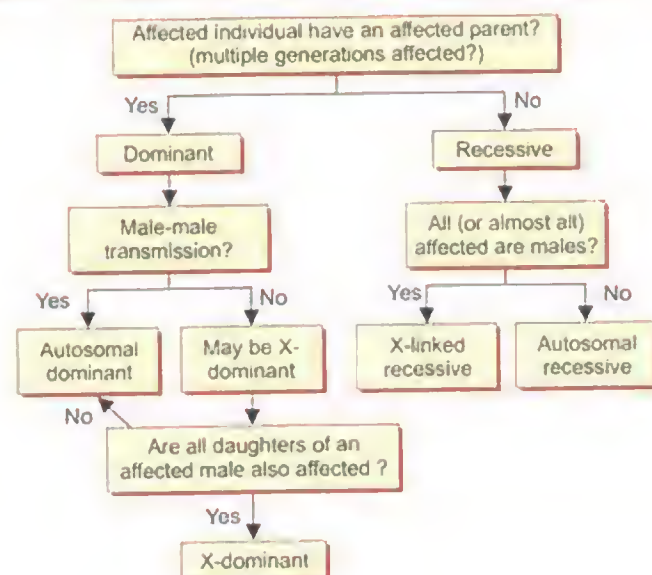 Affected individual have an affected parent?
(multiple generations affected?)
Yes
No
Dominant
Recessive
Male-male
transmission?
All (or almost all)
affected are males?
Yes
No
Yes
No
Autosomal
dominant
May be X-
dominant
X-linked
recessive
Autosomal
recessive
No
Are all daughters of an
affected male also affected ?
Yes
X-dominant